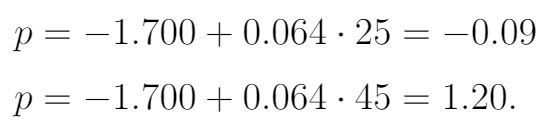 p = −1.700 + 0.064 · 25 = −0.09
p = −1.700 + 0.064 · 45 = 1.20.